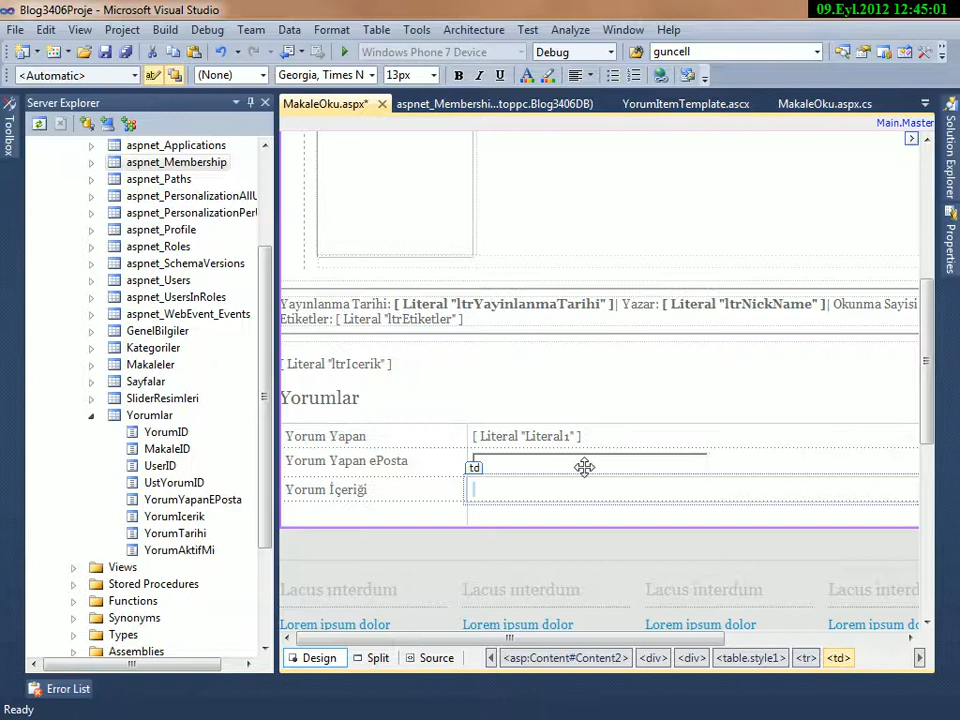 Blog3406Proje - Microsoft Visual Studio
09.Eyl.2012 12:45:01
File Edit View Project Build Debug Team Data Format Table Tools Architecture Test Analyze Window Help
Windows Phone 7 Device Debug guncell
<Automatic> (None) Georgia, Times N 13px B I U A
Toolbox
Server Explorer
aspnet_Applications
aspnet_Membership
aspnet_Paths
aspnet_PersonalizationAllU
aspnet_PersonalizationPerU
aspnet_Profile
aspnet_Roles
aspnet_SchemaVersions
aspnet_Users
aspnet_UsersInRoles
aspnet_WebEvent_Events
GenelBilgiler
Kategoriler
Makaleler
Sayfalar
SliderResimleri
Yorumlar
YorumID
MakaleID
UserID
UstYorumID
YorumYapanEPosta
YorumIcerik
YorumTarihi
YorumAktifMi
Views
Stored Procedures
Functions
Synonyms
Types
Assemblies
MakaleOku.aspx* aspnet_Membershi...toppc.Blog3406DB) YorumItemTemplate.ascx MakaleOku.aspx.cs
Main.Master
Yayınlanma Tarihi: [ Literal "ltrYayinlanmaTarihi" ]| Yazar: [ Literal "ltrNickName" ]| Okunma Sayisi
Etiketler: [ Literal "ltrEtiketler" ]
[ Literal "ltrIcerik" ]
Yorumlar
Yorum Yapan [ Literal "Literal1" ]
Yorum Yapan ePosta
td
Yorum İçeriği
Lacus interdum Lacus interdum Lacus interdum Lacus interd
Lorem ipsum dolor Lorem ipsum dolor Lorem ipsum dolor Lorem ipsum
Design Split Source <asp:Content#Content2> <div> <div> <table.style1> <tr> <td>
Solution Explorer
Properties
Error List
Ready